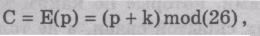 C = E(p) = (p + k) mod(26) ,